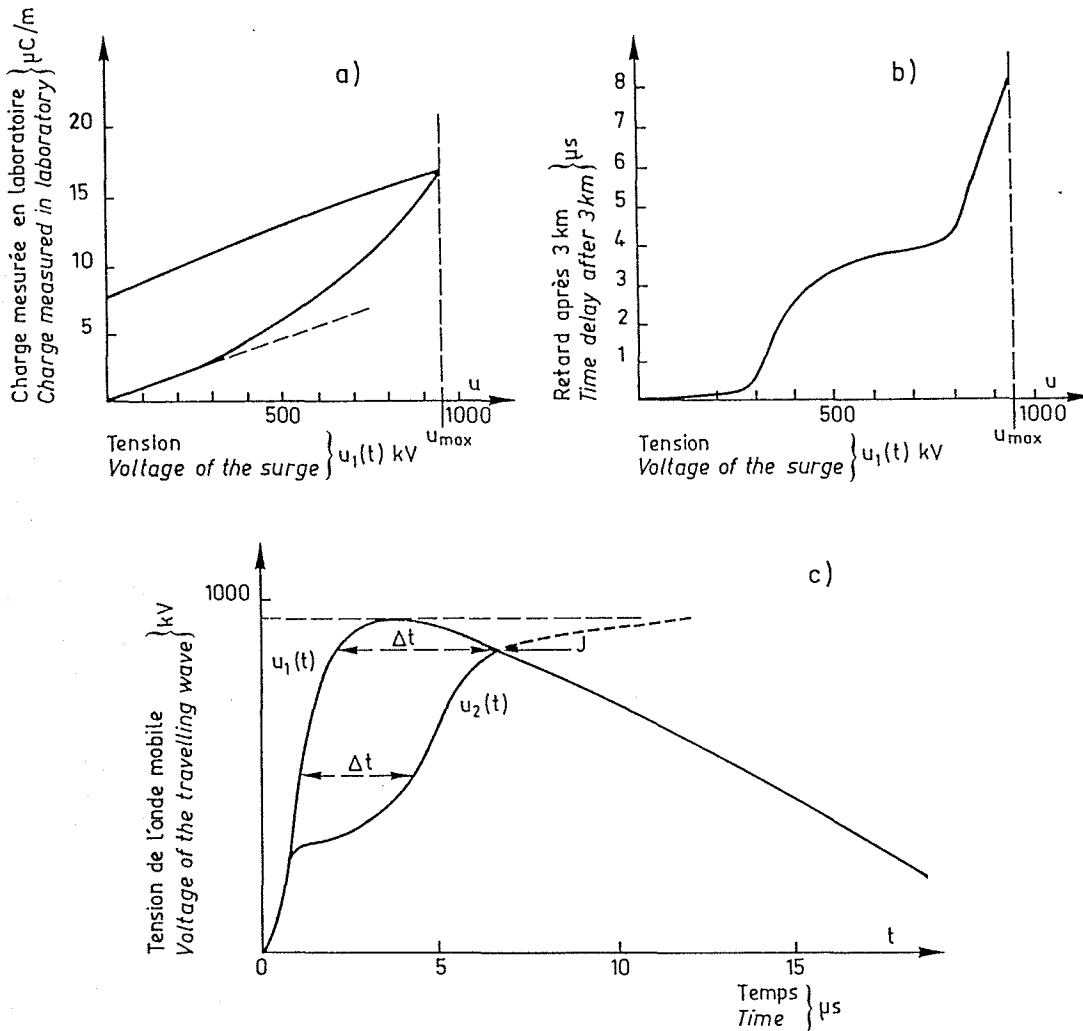 a)
Charge mesurée en laboratoire
Charge measured in laboratory
} μC/m
20
15
10
5
500
1000
u
u_max
Tension
Voltage of the surge } u₁(t) kV
b)
Retard après 3 km
Time delay after 3 km
} μs
8
7
6
5
4
3
2
1
500
1000
u
u_max
Tension
Voltage of the surge } u₁(t) kV
c)
Tension de l'onde mobile
Voltage of the travelling wave
} kV
1000
u₁(t)
Δt
J
u₂(t)
Δt
0
5
10
15
t
Temps
Time } μs